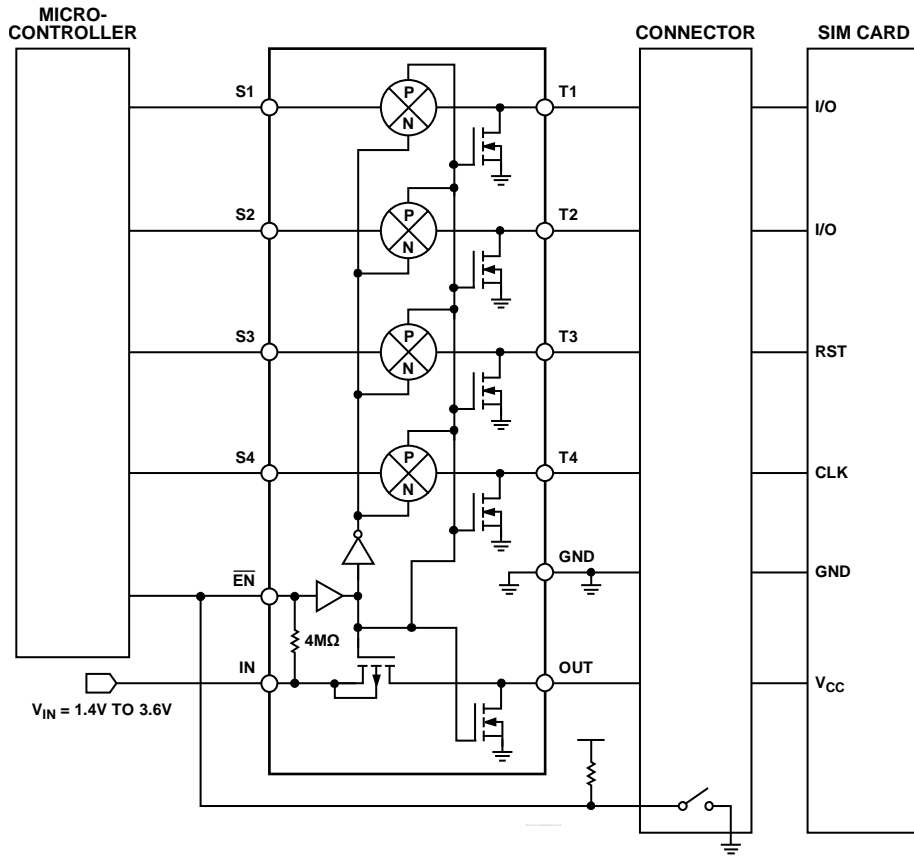 MICRO-
CONTROLLER
CONNECTOR
SIM CARD
S1
P
N
T1
I/O
S2
P
N
T2
I/O
S3
P
N
T3
RST
S4
P
N
T4
CLK
EN
GND
GND
4MΩ
IN
OUT
VCC
VIN = 1.4V TO 3.6V